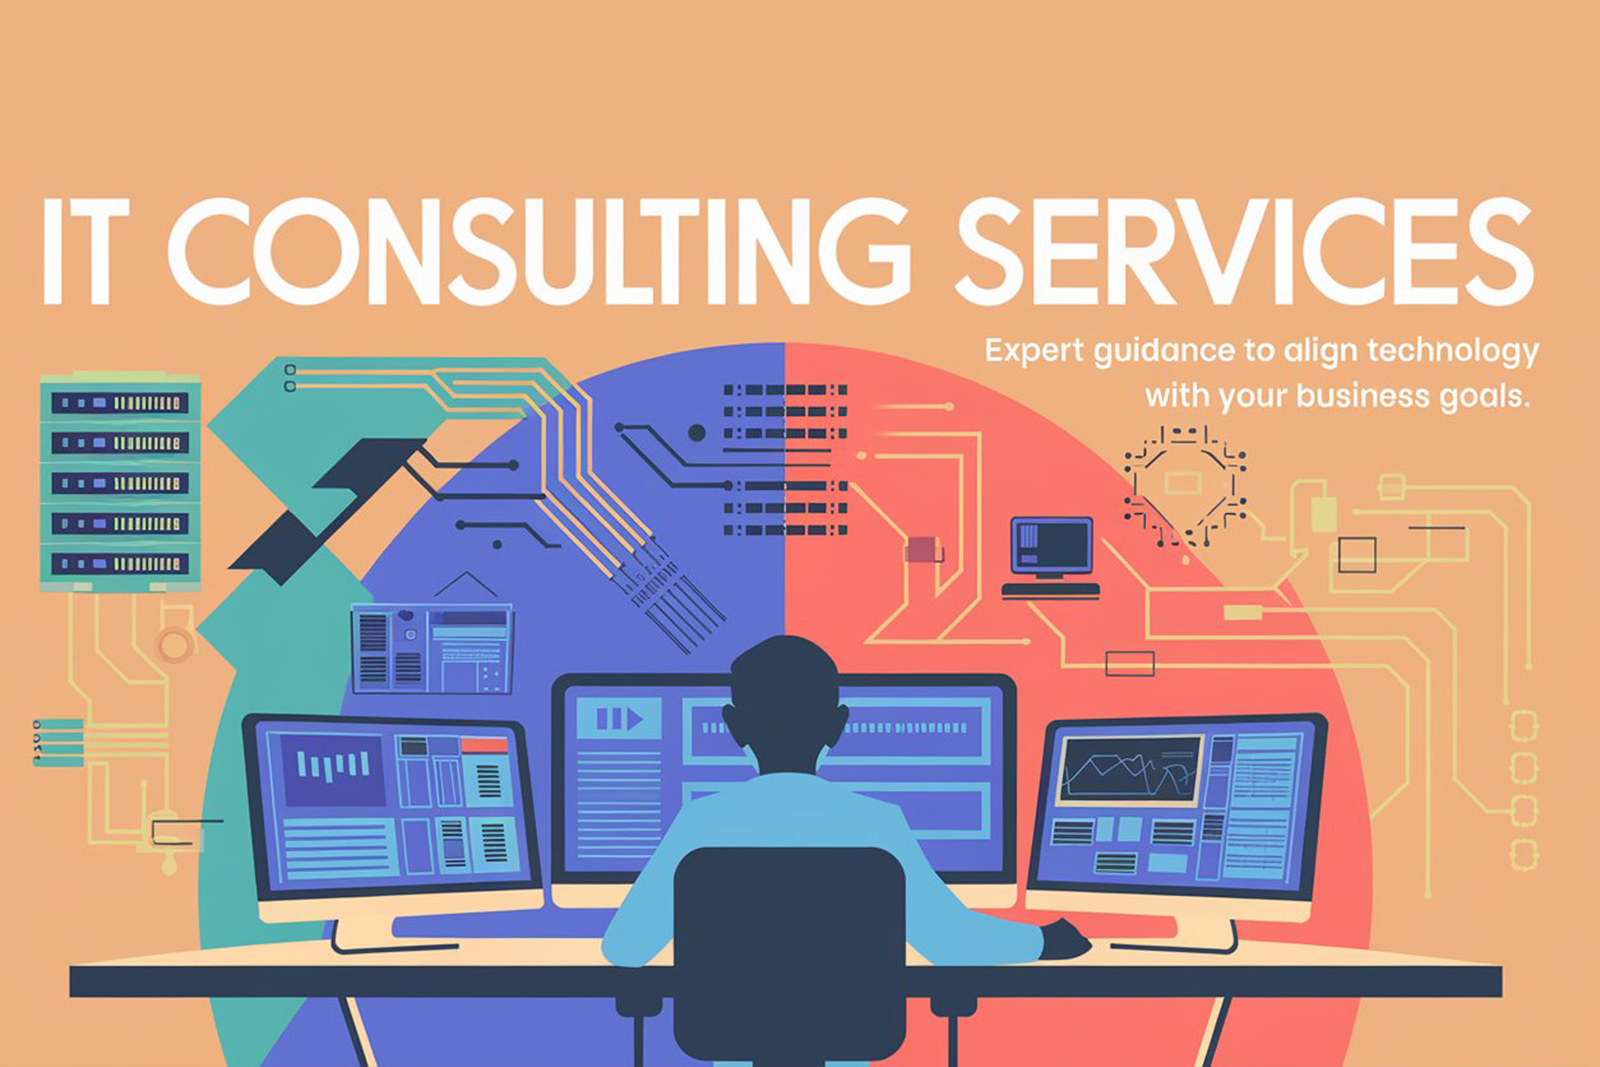 IT CONSULTING SERVICES
Expert guidance to align technology
with your business goals.